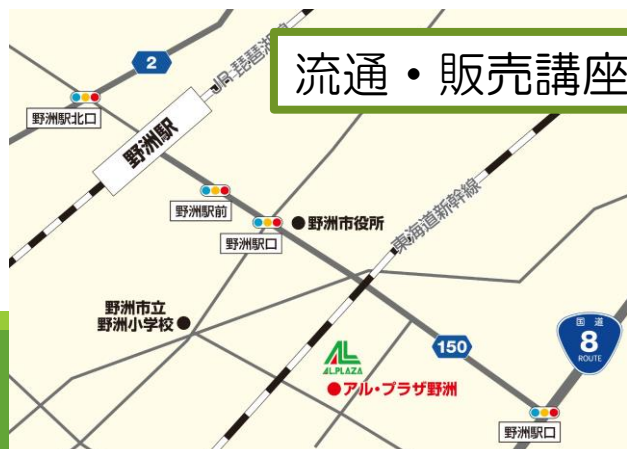 流通・販売講座
2
JR 琵琶湖線
野洲駅北口
野洲駅
野洲駅前
野洲駅口
●野洲市役所
東海道新幹線
野洲市立
野洲小学校●
AL
ALPLAZA
●アル・プラザ野洲
150
国道
8
ROUTE
野洲駅口